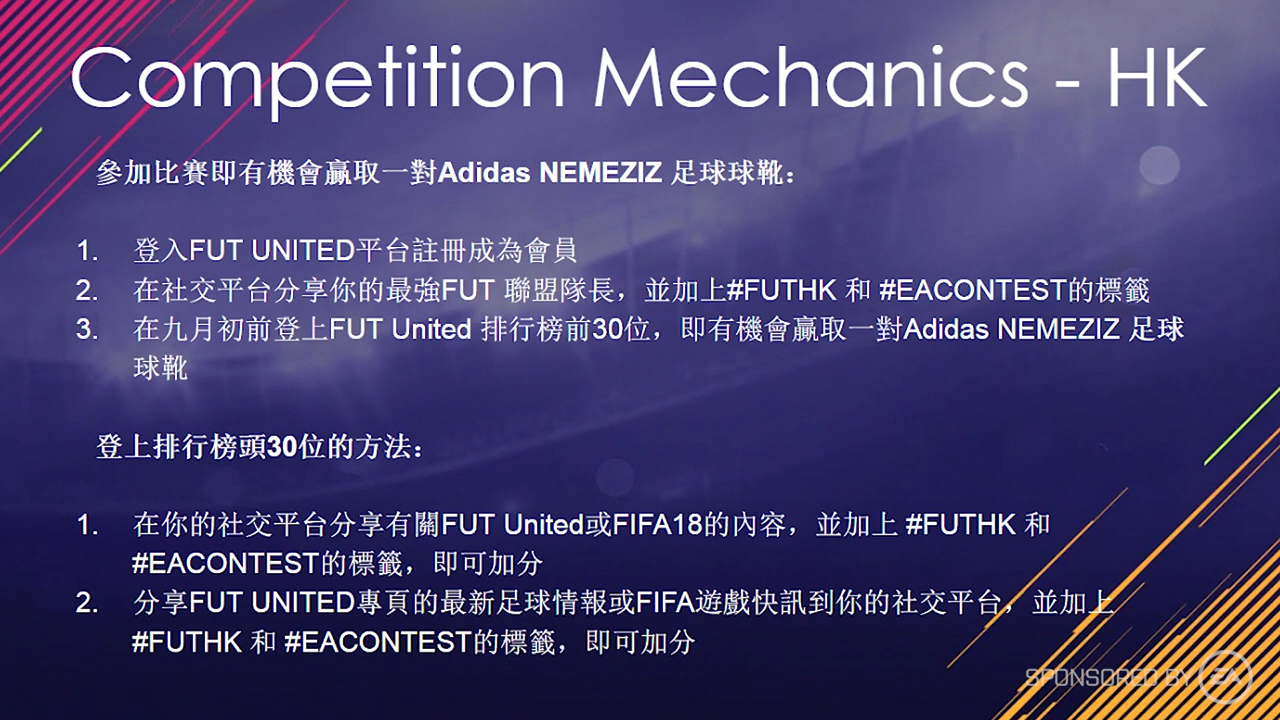 Competition Mechanics - HK
參加比賽即有機會贏取一對Adidas NEMEZIZ 足球球靴：
1. 登入FUT UNITED平台註冊成為會員
2. 在社交平台分享你的最強FUT 聯盟隊長，並加上#FUTHK 和 #EACONTEST的標籤
3. 在九月初前登上FUT United 排行榜前30位，即有機會贏取一對Adidas NEMEZIZ 足球
球靴
登上排行榜頭30位的方法：
1. 在你的社交平台分享有關FUT United或FIFA18的內容，並加上 #FUTHK 和
#EACONTEST的標籤，即可加分
2. 分享FUT UNITED專頁的最新足球情報或FIFA遊戲快訊到你的社交平台，並加上
#FUTHK 和 #EACONTEST的標籤，即可加分
SPONSORED BY EA